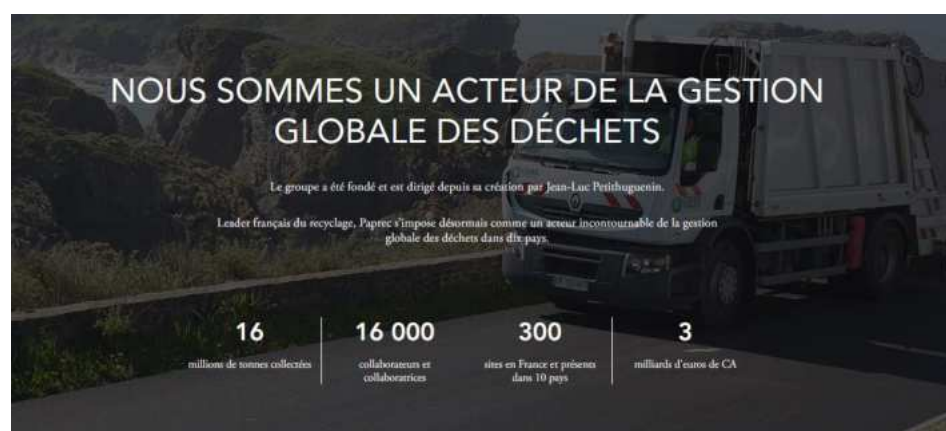 NOUS SOMMES UN ACTEUR DE LA GESTION
GLOBALE DES DÉCHETS
Le groupe a été fondé et est dirigé depuis sa création par Jean-Luc Petithuguenin.
Leader français du recyclage, Paprec s'impose désormais comme un acteur incontournable de la gestion
globale des déchets dans dix pays.
16
millions de tonnes collectées
16 000
collaborateurs et
collaboratrices
300
sites en France et présents
dans 10 pays
3
milliards d'euros de CA